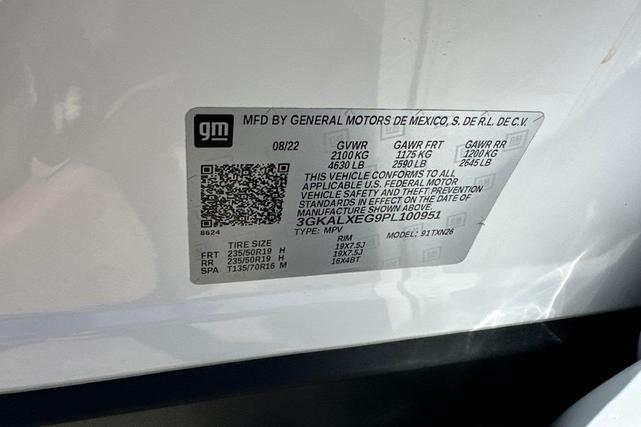 gm
MFD BY GENERAL MOTORS DE MEXICO, S. DE R.L. DE C.V.
08/22 GVWR GAWR FRT GAWR RR
2100 KG 1175 KG 1200 KG
4630 LB 2590 LB 2645 LB
THIS VEHICLE CONFORMS TO ALL
APPLICABLE U.S. FEDERAL MOTOR
VEHICLE SAFETY AND THEFT PREVENTION
STANDARDS IN EFFECT ON THE DATE OF
MANUFACTURE SHOWN ABOVE
3GKALXEG9PL100951
8624
TYPE: MPV MODEL: 91TXN26
TIRE SIZE RIM
FRT 235/50R19 H 19X7.5J
RR 235/50R19 H 19X7.5J
SPA T135/70R16 M 16X4BT